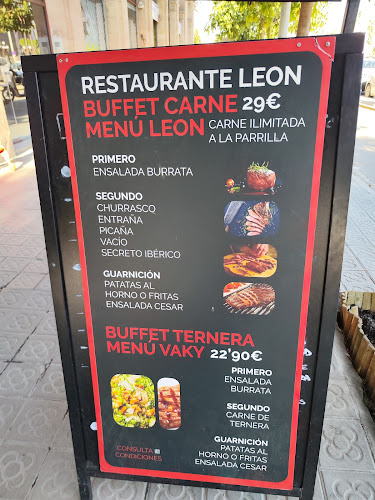 RESTAURANTE LEON
BUFFET CARNE 29€
MENÚ LEON CARNE ILIMITADA
A LA PARRILLA
PRIMERO
ENSALADA BURRATA
SEGUNDO
CHURRASCO
ENTRAÑA
PICAÑA
VACÍO
SECRETO IBÉRICO
GUARNICIÓN
PATATAS AL
HORNO O FRITAS
ENSALADA CESAR
BUFFET TERNERA
MENÚ VAKY 22'90€
PRIMERO
ENSALADA
BURRATA
SEGUNDO
CARNE DE
TERNERA
GUARNICIÓN
PATATAS AL
HORNO O FRITAS
ENSALADA CESAR
CONSULTA
CONDICIONES